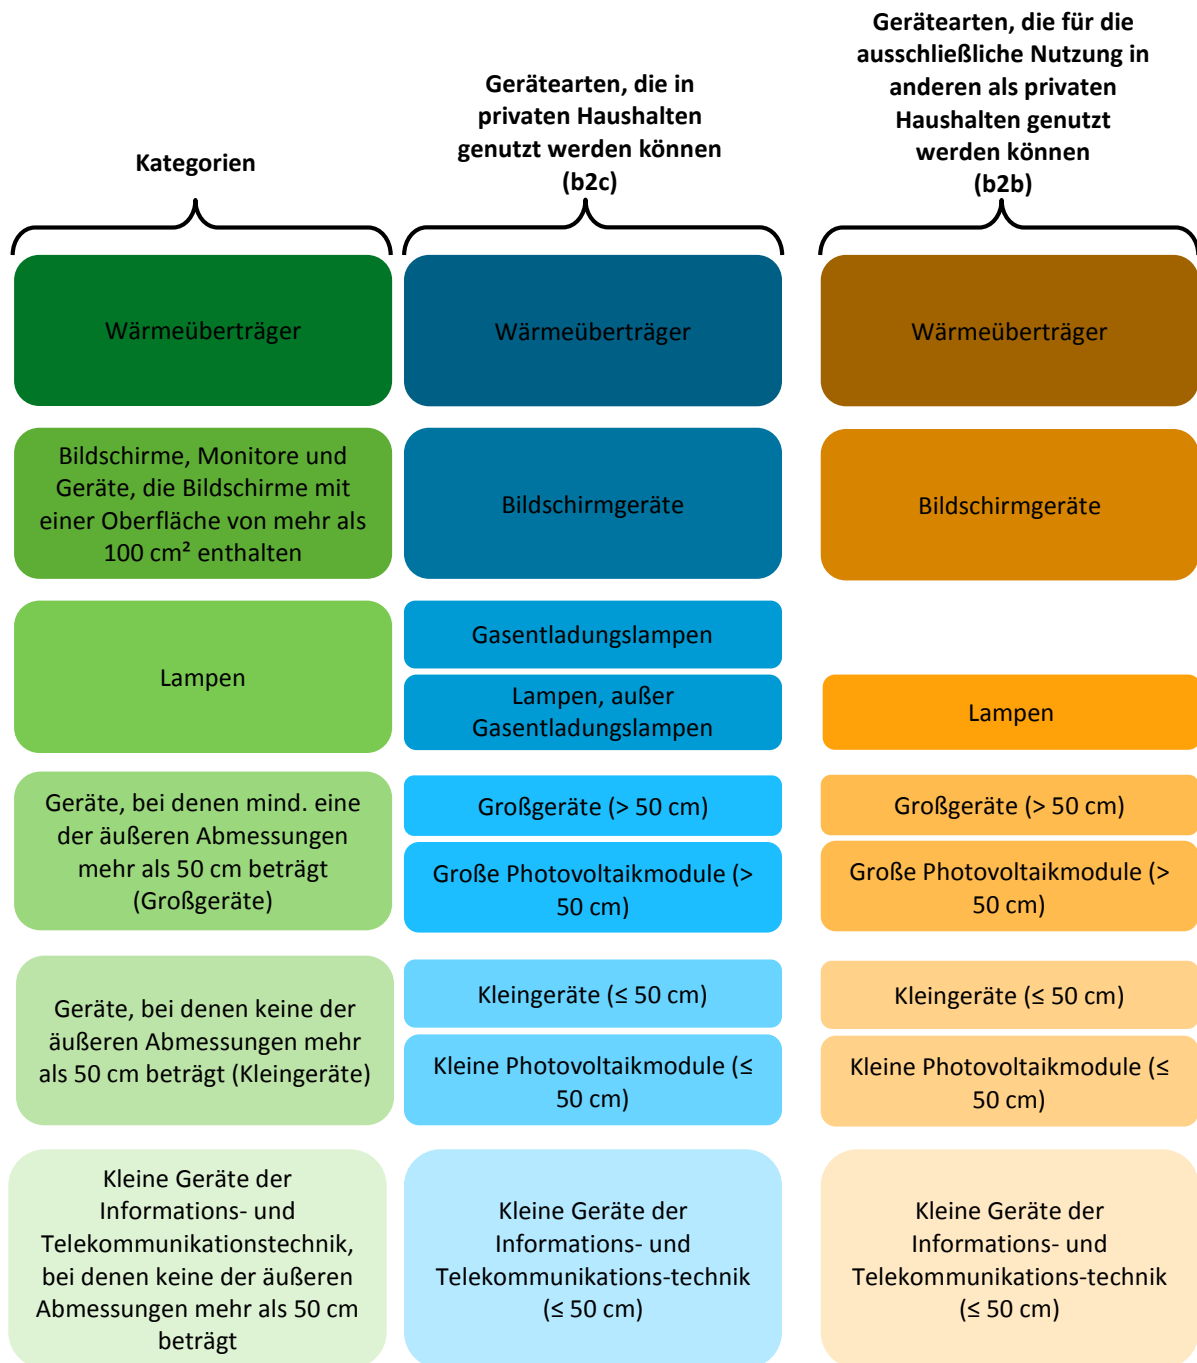 Kategorien
Gerätearten, die in
privaten Haushalten
genutzt werden können
(b2c)
Gerätearten, die für die
ausschließliche Nutzung in
anderen als privaten
Haushalten genutzt
werden können
(b2b)
Wärmeüberträger
Wärmeüberträger
Wärmeüberträger
Bildschirme, Monitore und
Geräte, die Bildschirme mit
einer Oberfläche von mehr als
100 cm² enthalten
Bildschirmgeräte
Bildschirmgeräte
Lampen
Gasentladungslampen
Lampen, außer
Gasentladungslampen
Lampen
Geräte, bei denen mind. eine
der äußeren Abmessungen
mehr als 50 cm beträgt
(Großgeräte)
Großgeräte (> 50 cm)
Große Photovoltaikmodule (>
50 cm)
Großgeräte (> 50 cm)
Große Photovoltaikmodule (>
50 cm)
Geräte, bei denen keine der
äußeren Abmessungen mehr
als 50 cm beträgt (Kleingeräte)
Kleingeräte (≤ 50 cm)
Kleine Photovoltaikmodule (≤
50 cm)
Kleingeräte (≤ 50 cm)
Kleine Photovoltaikmodule (≤
50 cm)
Kleine Geräte der
Informations- und
Telekommunikationstechnik,
bei denen keine der äußeren
Abmessungen mehr als 50 cm
beträgt
Kleine Geräte der
Informations- und
Telekommunikations-technik
(≤ 50 cm)
Kleine Geräte der
Informations- und
Telekommunikations-technik
(≤ 50 cm)